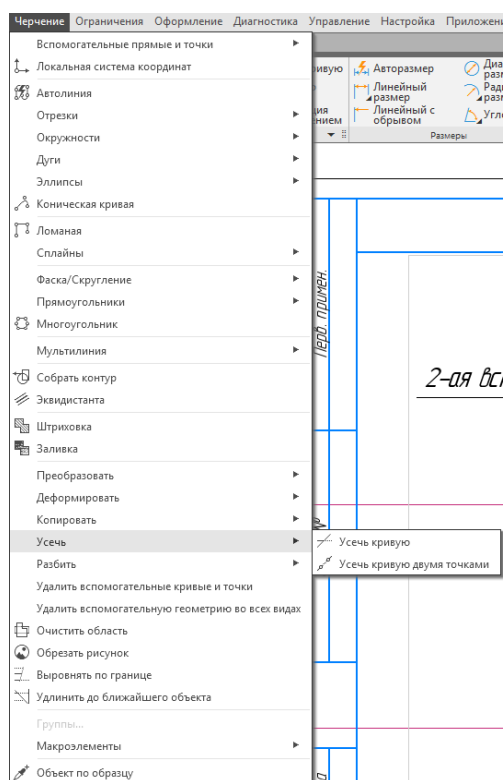 Черчение Ограничения Оформление Диагностика Управление Настройка
Вспомогательные прямые и точки
Локальная система координат
Автолиния
Отрезки
Окружности
Дуги
Эллипсы
Коническая кривая
Ломаная
Сплайны
Фаска/Скругление
Прямоугольники
Многоугольник
Мультилиния
Собрать контур
Эквидистанта
Штриховка
Заливка
Преобразовать
Деформировать
Копировать
Усечь
Разбить
Удалить вспомогательные кривые и точки
Удалить вспомогательную геометрию во всех видах
Очистить область
Обрезать рисунок
Выровнять по границе
Удлинить до ближайшего объекта
Группы...
Макроэлементы
Объект по образцу
Усечь кривую
Усечь кривую двумя точками
Авторазмер
Линейный
размер
Линейный с
обрывом
Размеры
Перв. примен.
2-ая